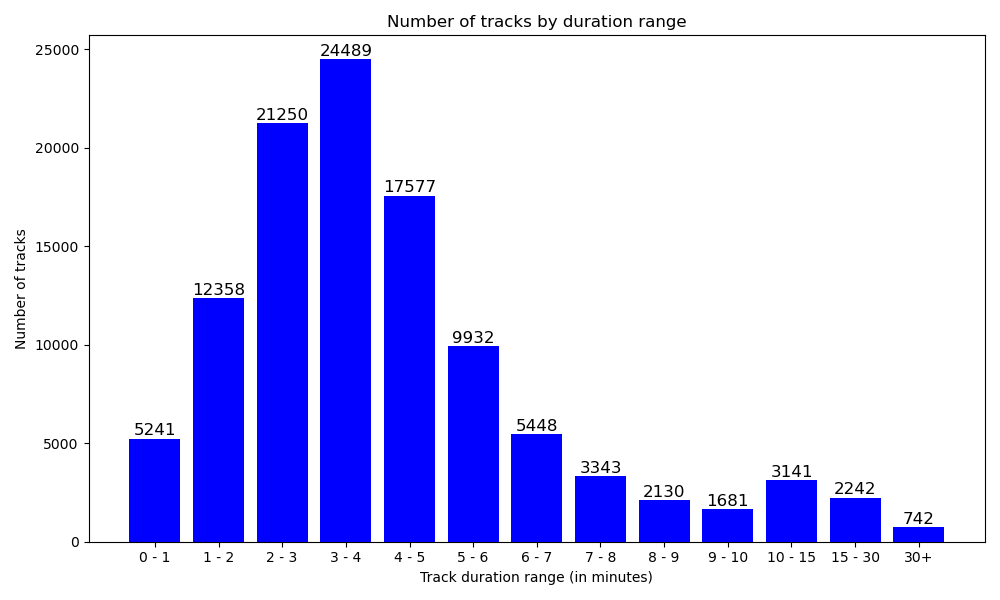 Number of tracks by duration range
Number of tracks
25000
20000
15000
10000
5000
0
5241
12358
21250
24489
17577
9932
5448
3343
2130
1681
3141
2242
742
0 - 1
1 - 2
2 - 3
3 - 4
4 - 5
5 - 6
6 - 7
7 - 8
8 - 9
9 - 10
10 - 15
15 - 30
30+
Track duration range (in minutes)